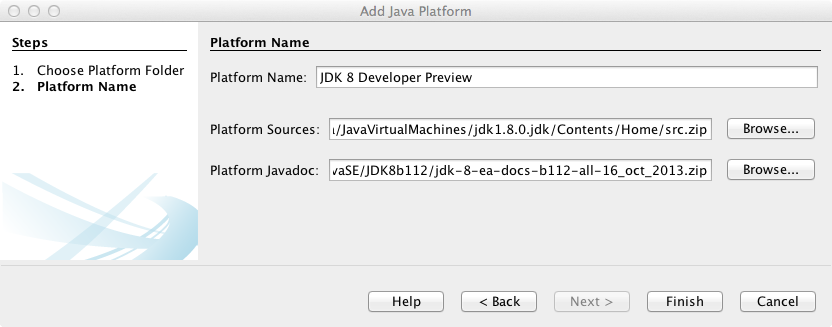 Add Java Platform
Steps
1. Choose Platform Folder
2. Platform Name
Platform Name
Platform Name: JDK 8 Developer Preview
Platform Sources: /JavaVirtualMachines/jdk1.8.0.jdk/Contents/Home/src.zip Browse...
Platform Javadoc: vaSE/JDK8b112/jdk-8-ea-docs-b112-all-16_oct_2013.zip Browse...
Help < Back Next > Finish Cancel